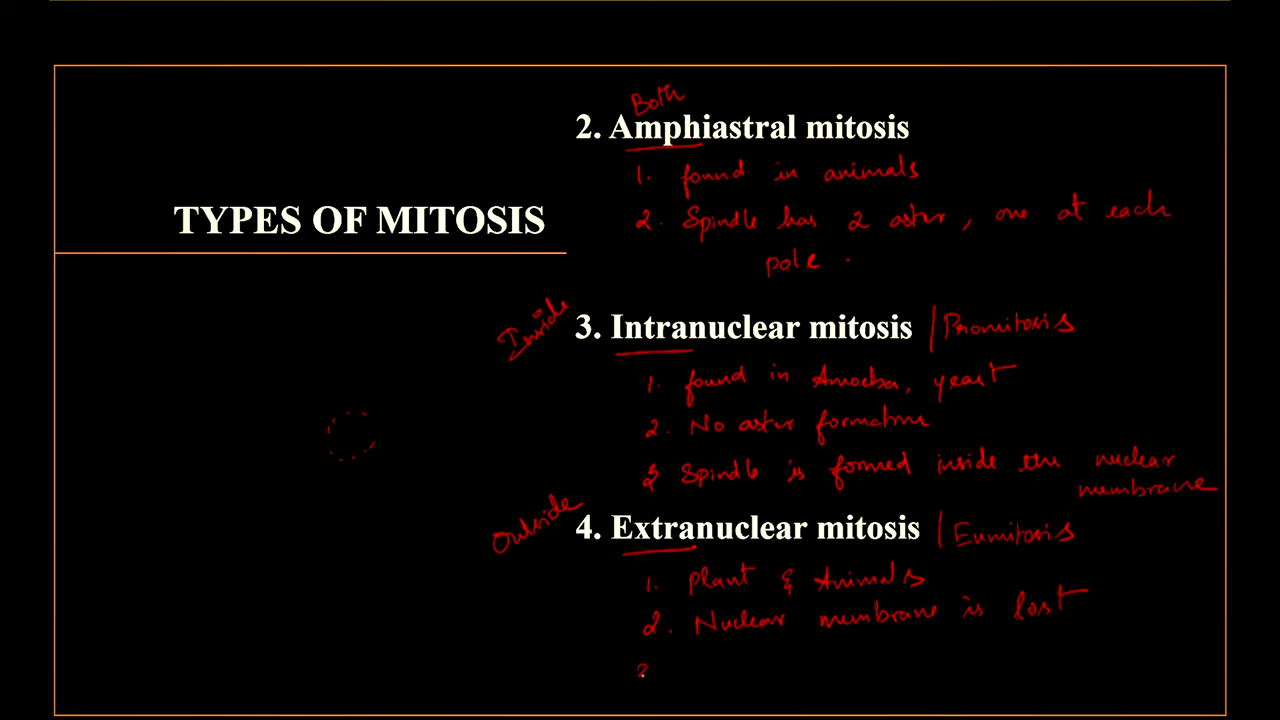 TYPES OF MITOSIS
Both
2. Amphiastral mitosis
1. found in animals
2. Spindle has 2 aster, one at each
pole.
Inside
3. Intranuclear mitosis | Promitosis
1. found in Amoeba, yeast
2. No aster formation
3 Spindle is formed inside the nuclear
membrane
Outside
4. Extranuclear mitosis | Eumitosis
1. Plant & Animals
2. Nuclear membrane is lost